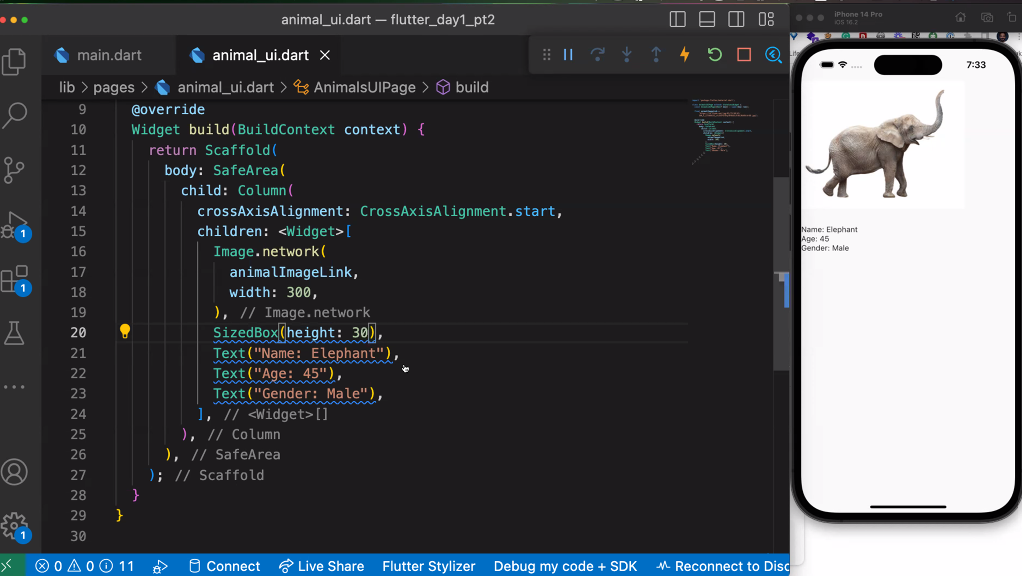 animal_ui.dart — flutter_day1_pt2
main.dart
animal_ui.dart
lib > pages > animal_ui.dart > AnimalsUIPage > build
9 @override
10 Widget build(BuildContext context) {
11 return Scaffold(
12 body: SafeArea(
13 child: Column(
14 crossAxisAlignment: CrossAxisAlignment.start,
15 children: <Widget>[
16 Image.network(
17 animalImageLink,
18 width: 300,
19 ), // Image.network
20 SizedBox(height: 30),
21 Text("Name: Elephant"),
22 Text("Age: 45"),
23 Text("Gender: Male"),
24 ], // <Widget>[]
25 ), // Column
26 ), // SafeArea
27 ); // Scaffold
28 }
29 }
30
1
1
1
0 0 11 Connect Live Share Flutter Stylizer Debug my code + SDK Reconnect to Disc
iPhone 14 Pro
iOS 16.2
7:33
Name: Elephant
Age: 45
Gender: Male